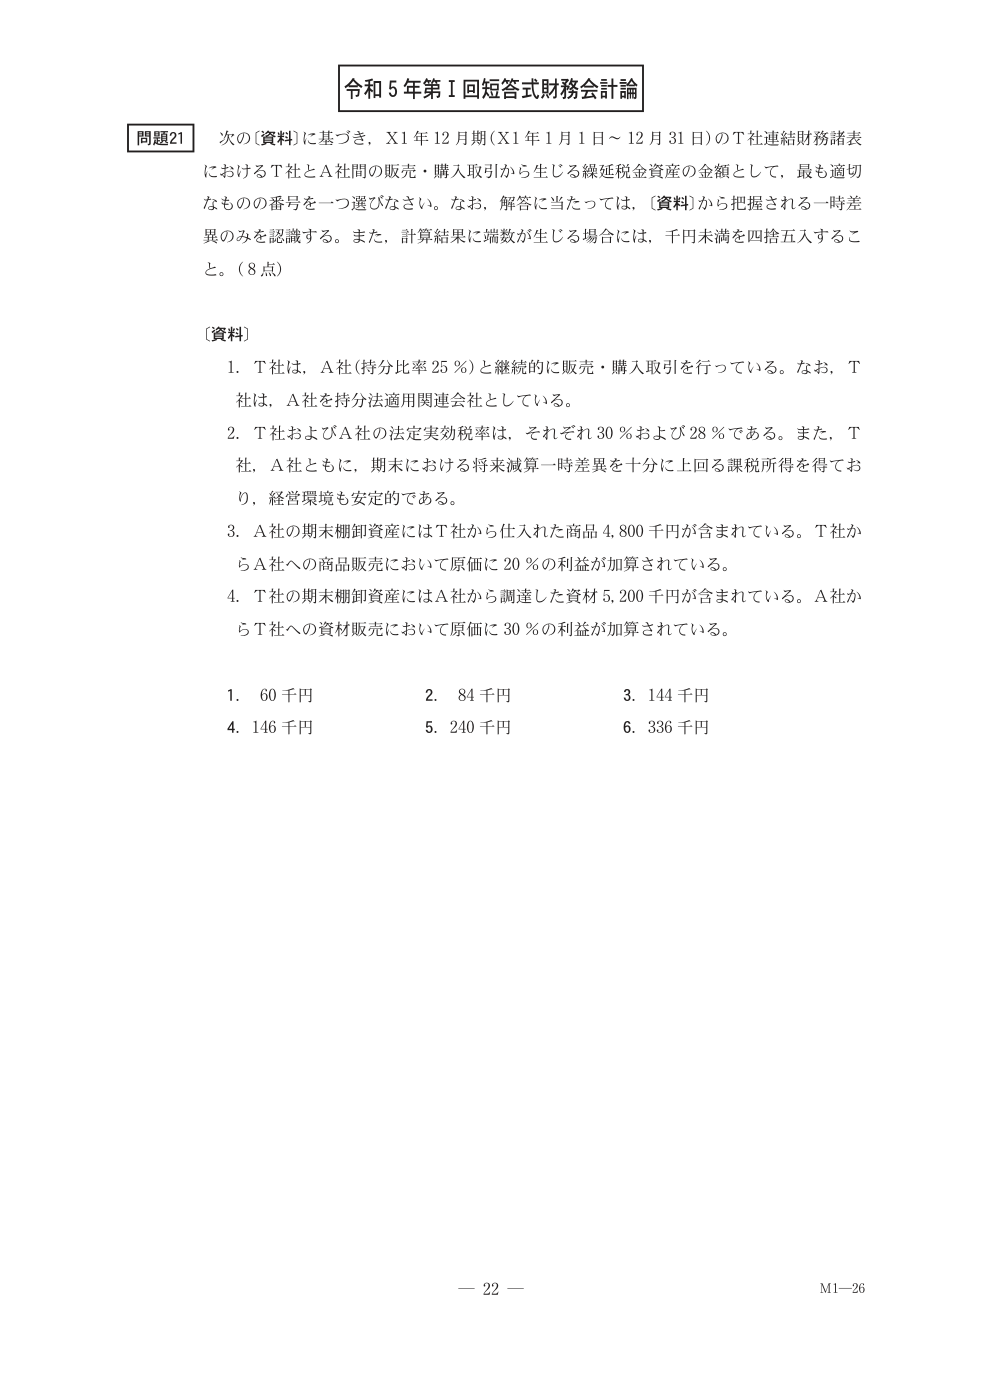 令和5年第Ⅰ回短答式財務会計論
問題21 次の〔資料〕に基づき，X1年12月期(X1年1月1日～12月31日)のT社連結財務諸表
におけるT社とA社間の販売・購入取引から生じる繰延税金資産の金額として，最も適切
なものの番号を一つ選びなさい。なお，解答に当たっては，〔資料〕から把握される一時差
異のみを認識する。また，計算結果に端数が生じる場合には，千円未満を四捨五入するこ
と。(8点)
〔資料〕
1. T社は，A社(持分比率25％)と継続的に販売・購入取引を行っている。なお，T
社は，A社を持分法適用関連会社としている。
2. T社およびA社の法定実効税率は，それぞれ30％および28％である。また，T
社，A社ともに，期末における将来減算一時差異を十分に上回る課税所得を得てお
り，経営環境も安定的である。
3. A社の期末棚卸資産にはT社から仕入れた商品4,800千円が含まれている。T社か
らA社への商品販売において原価に20％の利益が加算されている。
4. T社の期末棚卸資産にはA社から調達した資材5,200千円が含まれている。A社か
らT社への資材販売において原価に30％の利益が加算されている。
1. 60千円 2. 84千円 3. 144千円
4. 146千円 5. 240千円 6. 336千円
― 22 ― M1―26